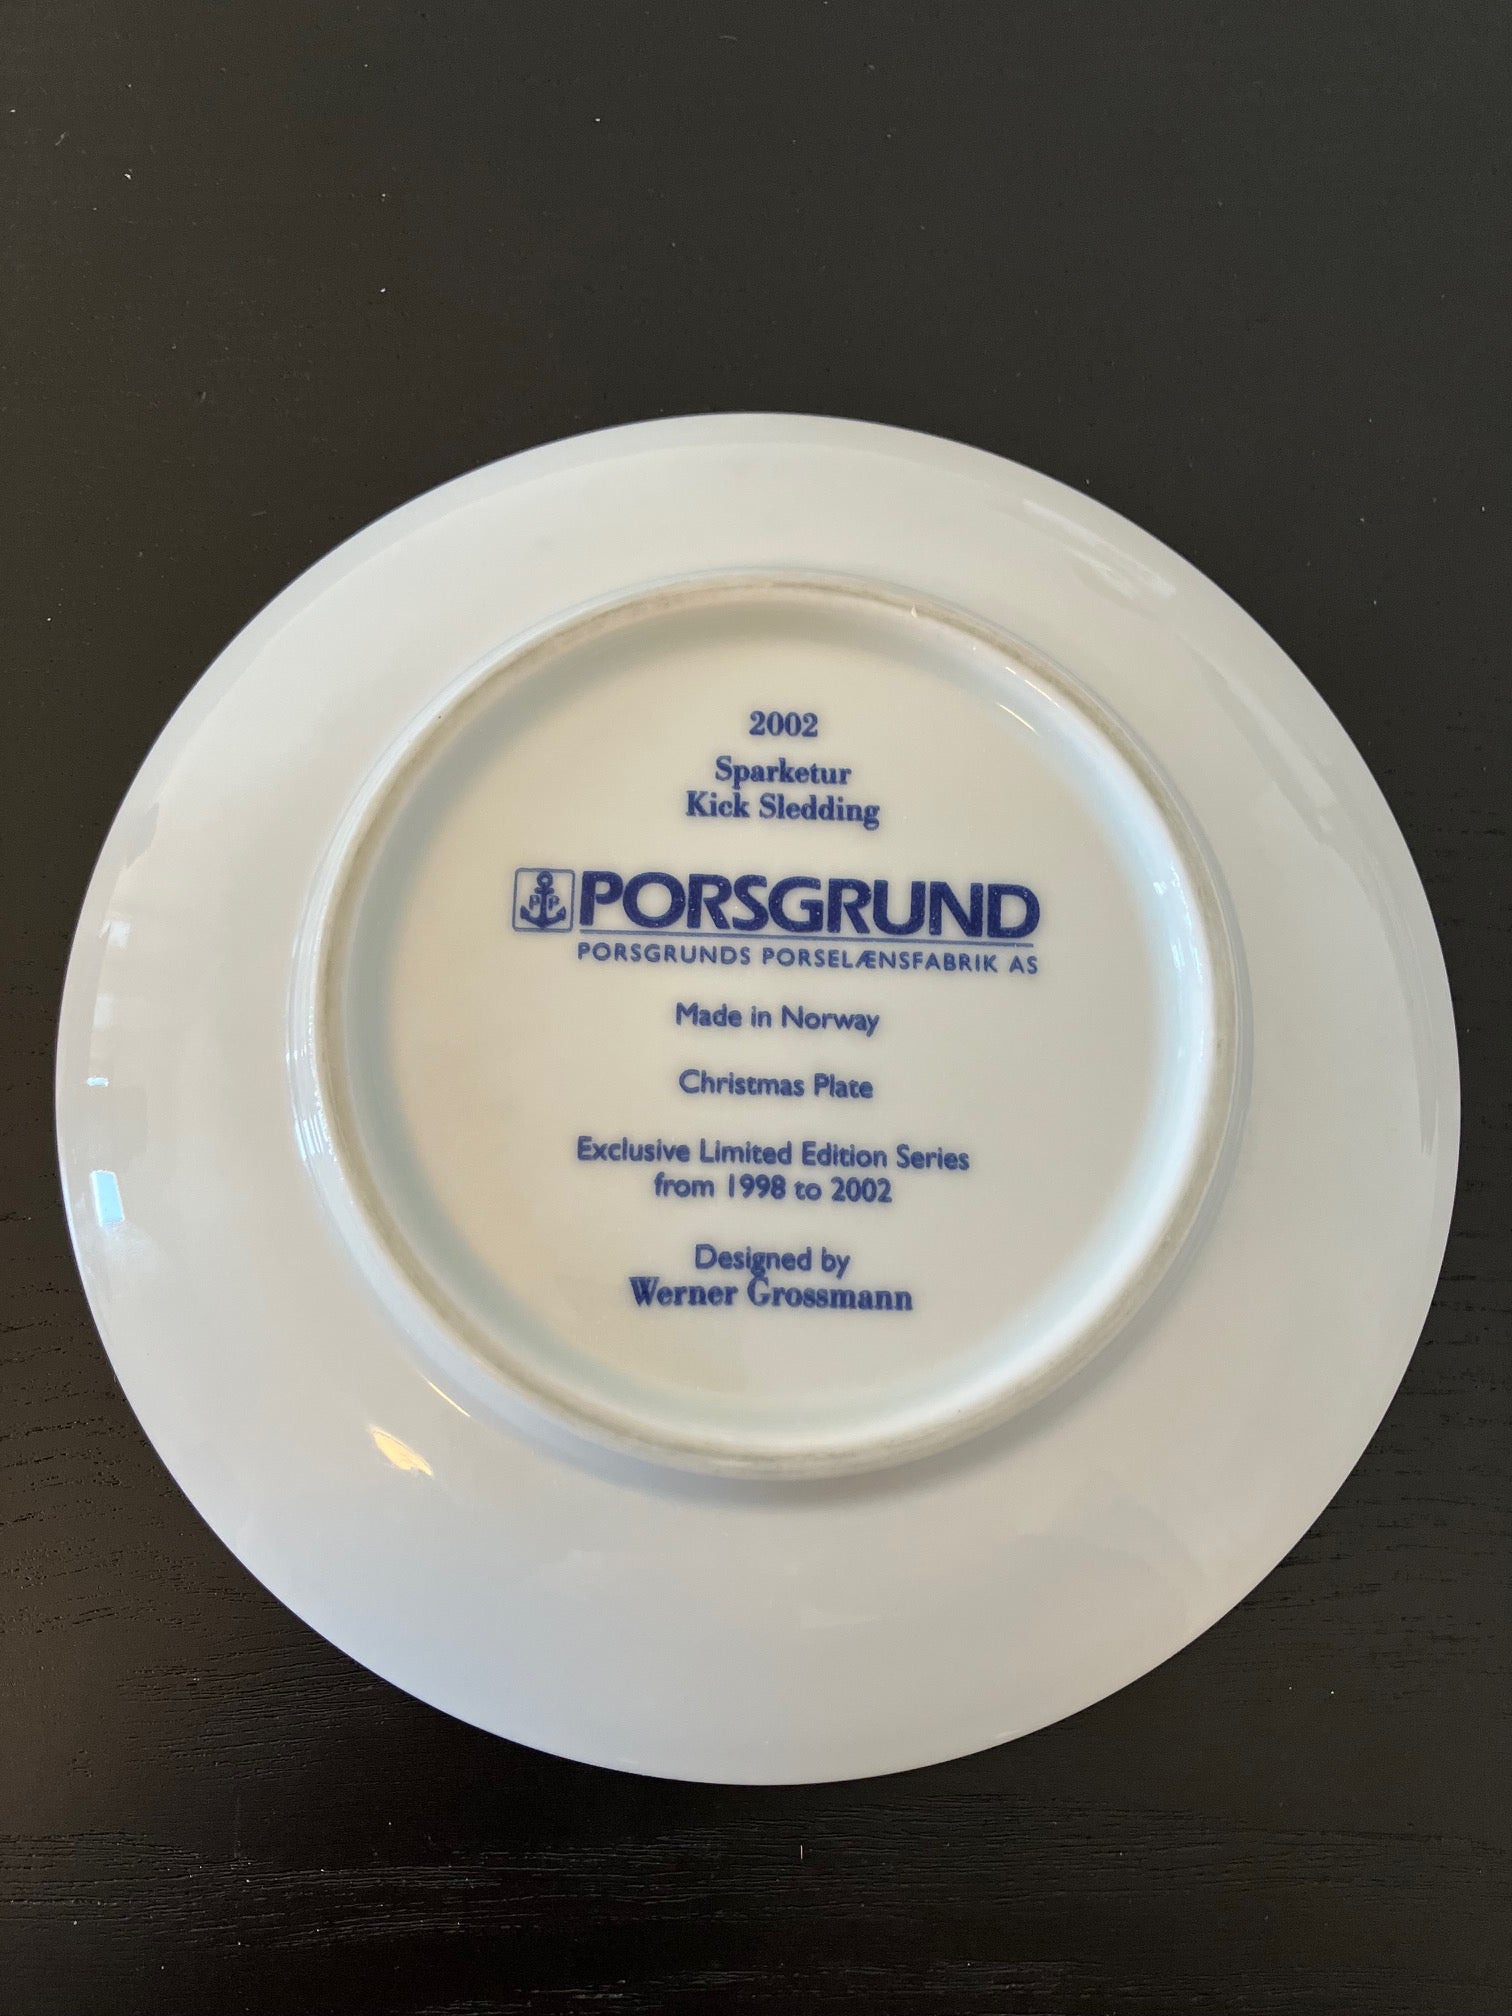 2002
Sparketur
Kick Sledding
PP PORSGRUND
PORSGRUNDS PORSELÆNSFABRIK AS
Made in Norway
Christmas Plate
Exclusive Limited Edition Series
from 1998 to 2002
Designed by
Werner Grossmann